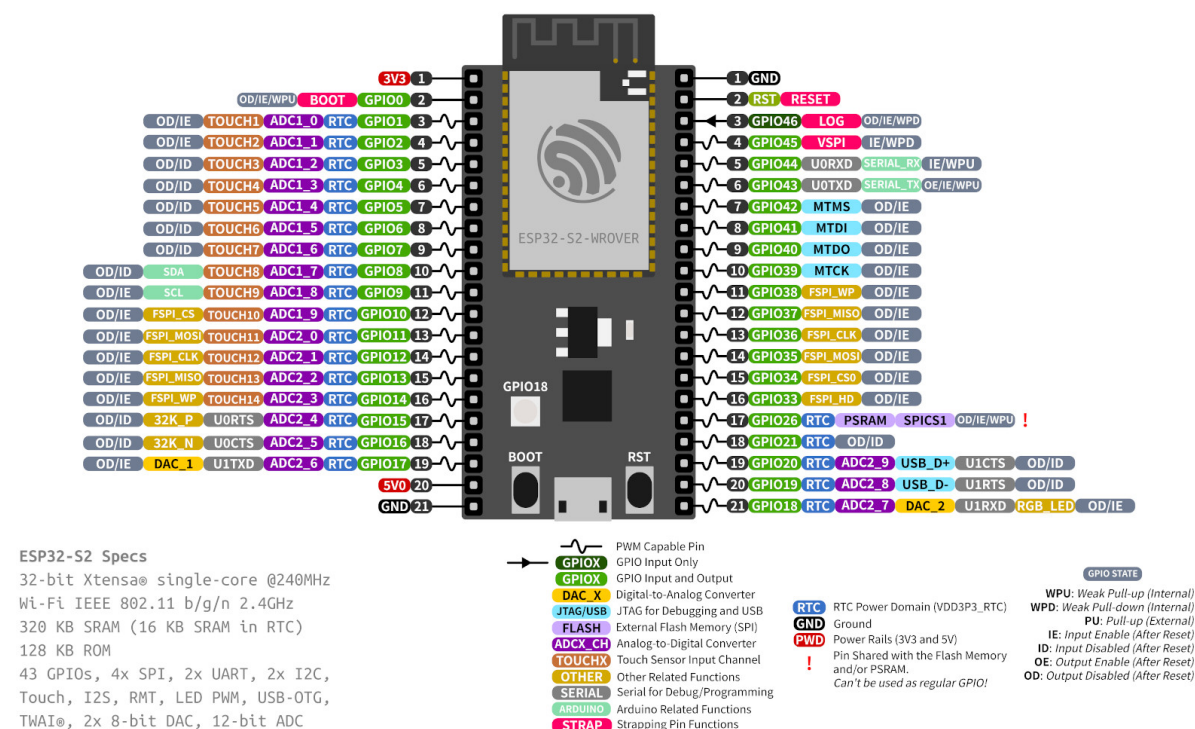 3V3 1
OD/IE/WPU BOOT GPIO0 2
OD/IE TOUCH1 ADC1_0 RTC GPIO1 3
OD/IE TOUCH2 ADC1_1 RTC GPIO2 4
OD/ID TOUCH3 ADC1_2 RTC GPIO3 5
OD/ID TOUCH4 ADC1_3 RTC GPIO4 6
OD/ID TOUCH5 ADC1_4 RTC GPIO5 7
OD/ID TOUCH6 ADC1_5 RTC GPIO6 8
OD/ID TOUCH7 ADC1_6 RTC GPIO7 9
OD/ID SDA TOUCH8 ADC1_7 RTC GPIO8 10
OD/IE SCL TOUCH9 ADC1_8 RTC GPIO9 11
OD/IE FSPI_CS TOUCH10 ADC1_9 RTC GPIO10 12
OD/IE FSPI_MOSI TOUCH11 ADC2_0 RTC GPIO11 13
OD/IE FSPI_CLK TOUCH12 ADC2_1 RTC GPIO12 14
OD/IE FSPI_MISO TOUCH13 ADC2_2 RTC GPIO13 15
OD/IE FSPI_WP TOUCH14 ADC2_3 RTC GPIO14 16
OD/ID 32K_P U0RTS ADC2_4 RTC GPIO15 17
OD/ID 32K_N U0CTS ADC2_5 RTC GPIO16 18
OD/IE DAC_1 U1TXD ADC2_6 RTC GPIO17 19
5V0 20
GND 21
ESP32-S2-WROVER
GPIO18
BOOT
RST
1 GND
2 RST RESET
3 GPIO46 LOG OD/IE/WPD
4 GPIO45 VSPI IE/WPD
5 GPIO44 U0RXD SERIAL_RX IE/WPU
6 GPIO43 U0TXD SERIAL_TX OE/IE/WPU
7 GPIO42 MTMS OD/IE
8 GPIO41 MTDI OD/IE
9 GPIO40 MTDO OD/IE
10 GPIO39 MTCK OD/IE
11 GPIO38 FSPI_WP OD/IE
12 GPIO37 FSPI_MISO OD/IE
13 GPIO36 FSPI_CLK OD/IE
14 GPIO35 FSPI_MOSI OD/IE
15 GPIO34 FSPI_CS0 OD/IE
16 GPIO33 FSPI_HD OD/IE
17 GPIO26 RTC PSRAM SPICS1 OD/IE/WPU !
18 GPIO21 RTC OD/ID
19 GPIO20 RTC ADC2_9 USB_D+ U1CTS OD/ID
20 GPIO19 RTC ADC2_8 USB_D- U1RTS OD/ID
21 GPIO18 RTC ADC2_7 DAC_2 U1RXD RGB_LED OD/IE
ESP32-S2 Specs
32-bit Xtensa® single-core @240MHz
Wi-Fi IEEE 802.11 b/g/n 2.4GHz
320 KB SRAM (16 KB SRAM in RTC)
128 KB ROM
43 GPIOs, 4x SPI, 2x UART, 2x I2C,
Touch, I2S, RMT, LED PWM, USB-OTG,
TWAI®, 2x 8-bit DAC, 12-bit ADC
PWM Capable Pin
GPIOX GPIO Input Only
GPIOX GPIO Input and Output
DAC_X Digital-to-Analog Converter
JTAG/USB JTAG for Debugging and USB
FLASH External Flash Memory (SPI)
ADCX_CH Analog-to-Digital Converter
TOUCHX Touch Sensor Input Channel
OTHER Other Related Functions
SERIAL Serial for Debug/Programming
ARDUINO Arduino Related Functions
STRAP Strapping Pin Functions
RTC RTC Power Domain (VDD3P3_RTC)
GND Ground
PWD Power Rails (3V3 and 5V)
! Pin Shared with the Flash Memory
and/or PSRAM.
Can't be used as regular GPIO!
GPIO STATE
WPU: Weak Pull-up (Internal)
WPD: Weak Pull-down (Internal)
PU: Pull-up (External)
IE: Input Enable (After Reset)
ID: Input Disabled (After Reset)
OE: Output Enable (After Reset)
OD: Output Disabled (After Reset)